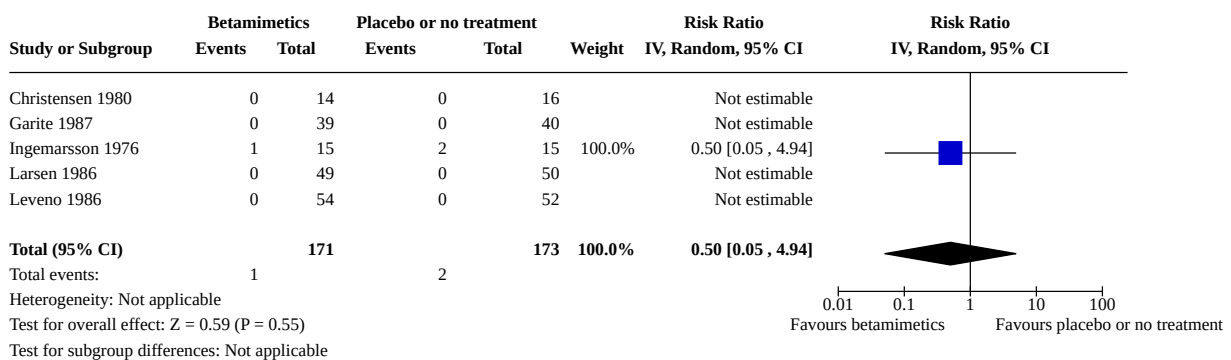 Betamimetics Placebo or no treatment Risk Ratio Risk Ratio
Study or Subgroup Events Total Events Total Weight IV, Random, 95% CI IV, Random, 95% CI
Christensen 1980 0 14 0 16 Not estimable
Garite 1987 0 39 0 40 Not estimable
Ingemarsson 1976 1 15 2 15 100.0% 0.50 [0.05 , 4.94]
Larsen 1986 0 49 0 50 Not estimable
Leveno 1986 0 54 0 52 Not estimable
Total (95% CI) 171 173 100.0% 0.50 [0.05 , 4.94]
Total events: 1 2
Heterogeneity: Not applicable
0.01 0.1 1 10 100
Test for overall effect: Z = 0.59 (P = 0.55) Favours betamimetics Favours placebo or no treatment
Test for subgroup differences: Not applicable